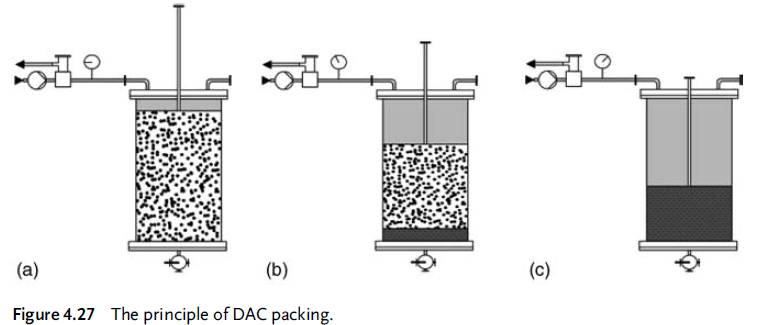 (a)
(b)
(c)
Figure 4.27 The principle of DAC packing.